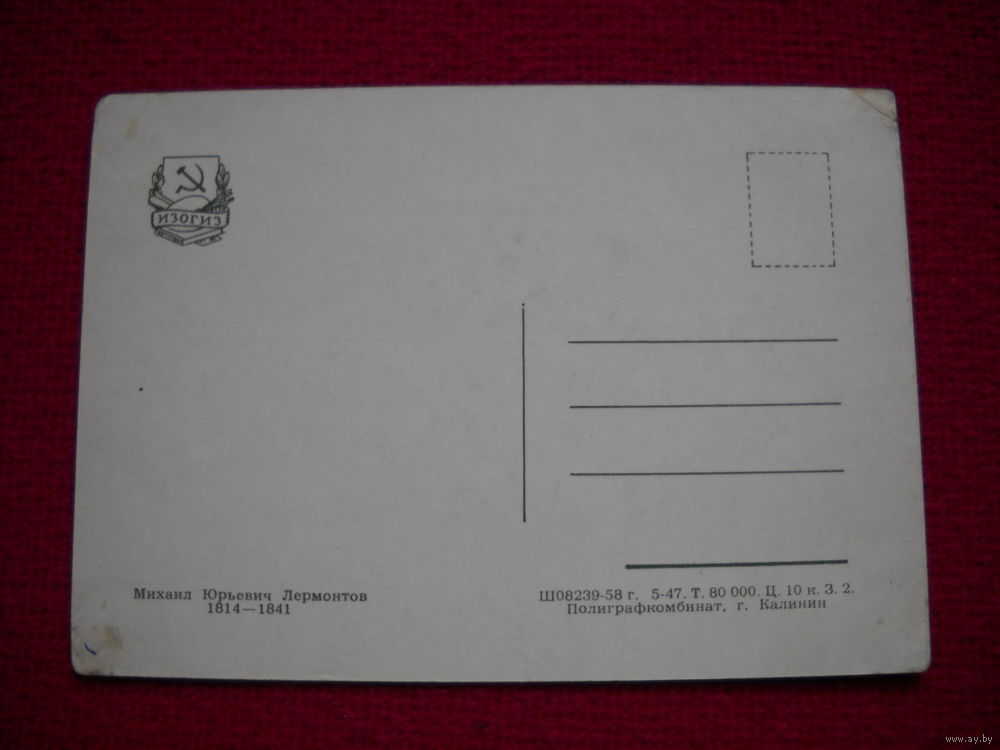 ИЗОГИЗ
Михаил Юрьевич Лермонтов
1814—1841
Ш08239-58 г. 5-47. Т. 80 000. Ц. 10 к. З. 2.
Полиграфкомбинат, г. Калинин
www.ay.by